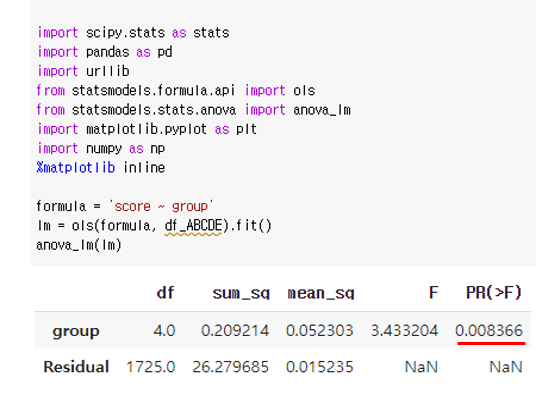 import scipy.stats as stats
import pandas as pd
import urllib
from statsmodels.formula.api import ols
from statsmodels.stats.anova import anova_lm
import matplotlib.pyplot as plt
import numpy as np
%matplotlib inline
formula = 'score ~ group'
lm = ols(formula, df_ABCDE).fit()
anova_lm(lm)
df sum_sq mean_sq F PR(>F)
group 4.0 0.209214 0.052303 3.433204 0.008366
Residual 1725.0 26.279685 0.015235 NaN NaN